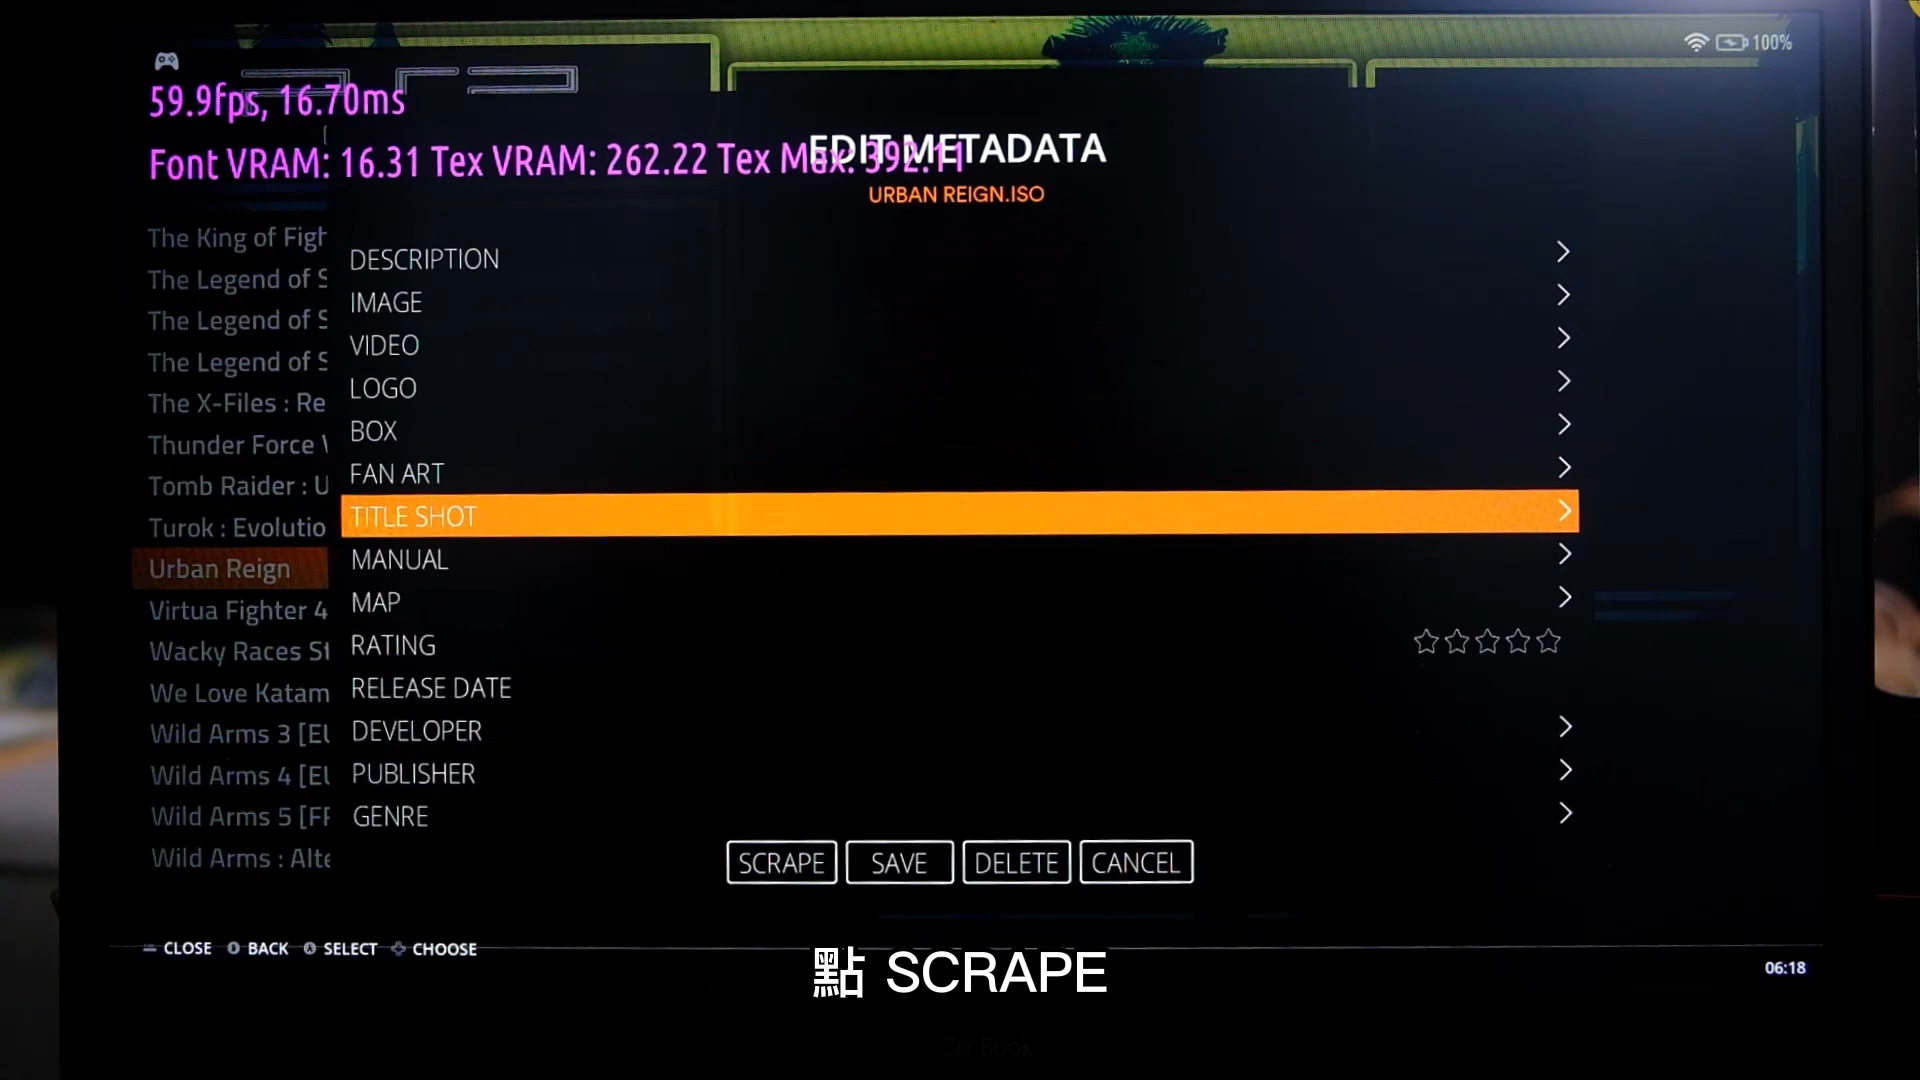 100%
59.9fps, 16.70ms
Font VRAM: 16.31 Tex VRAM: 262.22 Tex Max: 392.11
EDIT METADATA
URBAN REIGN.ISO
The King of Figh
The Legend of S
The Legend of S
The Legend of S
The X-Files : Re
Thunder Force V
Tomb Raider : U
Turok : Evolutio
Urban Reign
Virtua Fighter 4
Wacky Races St
We Love Katam
Wild Arms 3 [EU
Wild Arms 4 [EU
Wild Arms 5 [FF
Wild Arms : Alte
DESCRIPTION
IMAGE
VIDEO
LOGO
BOX
FAN ART
TITLE SHOT
MANUAL
MAP
RATING
RELEASE DATE
DEVELOPER
PUBLISHER
GENRE
SCRAPE SAVE DELETE CANCEL
CLOSE BACK SELECT CHOOSE
06:18
點 SCRAPE
ZenBook